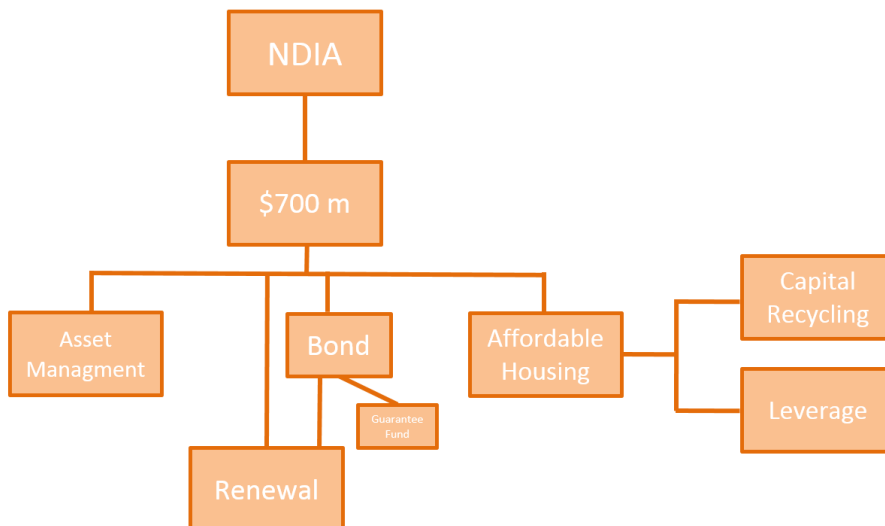 NDIA
$700 m
Asset
Managment
Bond
Affordable
Housing
Capital
Recycling
Guarantee
Fund
Leverage
Renewal